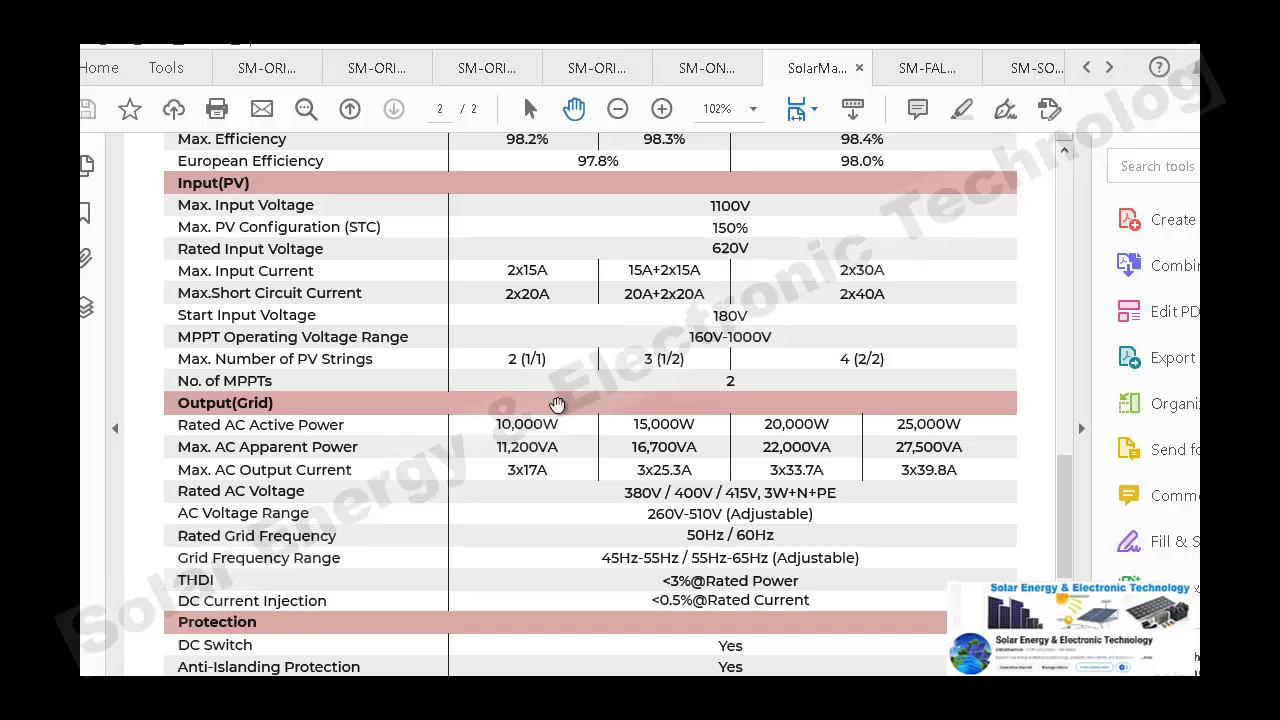 Home Tools SM-ORI... SM-ORI... SM-ORI... SM-ORI... SM-ON... SolarMa... × SM-FAL... SM-SO...
2 / 2 102%
Search tools
Max. Efficiency 98.2% 98.3% 98.4%
European Efficiency 97.8% 98.0%
Input(PV)
Max. Input Voltage 1100V
Max. PV Configuration (STC) 150%
Rated Input Voltage 620V
Max. Input Current 2x15A 15A+2x15A 2x30A
Max.Short Circuit Current 2x20A 20A+2x20A 2x40A
Start Input Voltage 180V
MPPT Operating Voltage Range 160V-1000V
Max. Number of PV Strings 2 (1/1) 3 (1/2) 4 (2/2)
No. of MPPTs 2
Output(Grid)
Rated AC Active Power 10,000W 15,000W 20,000W 25,000W
Max. AC Apparent Power 11,200VA 16,700VA 22,000VA 27,500VA
Max. AC Output Current 3x17A 3x25.3A 3x33.7A 3x39.8A
Rated AC Voltage 380V / 400V / 415V, 3W+N+PE
AC Voltage Range 260V-510V (Adjustable)
Rated Grid Frequency 50Hz / 60Hz
Grid Frequency Range 45Hz-55Hz / 55Hz-65Hz (Adjustable)
THDI <3%@Rated Power
DC Current Injection <0.5%@Rated Current
Protection
DC Switch Yes
Anti-Islanding Protection Yes
Create
Combin
Edit PD
Export
Organi
Send fo
Comme
Fill & S
Solar Energy & Electronic Technolog
Solar Energy & Electronic Technology
Solar Energy & Electronic Technology